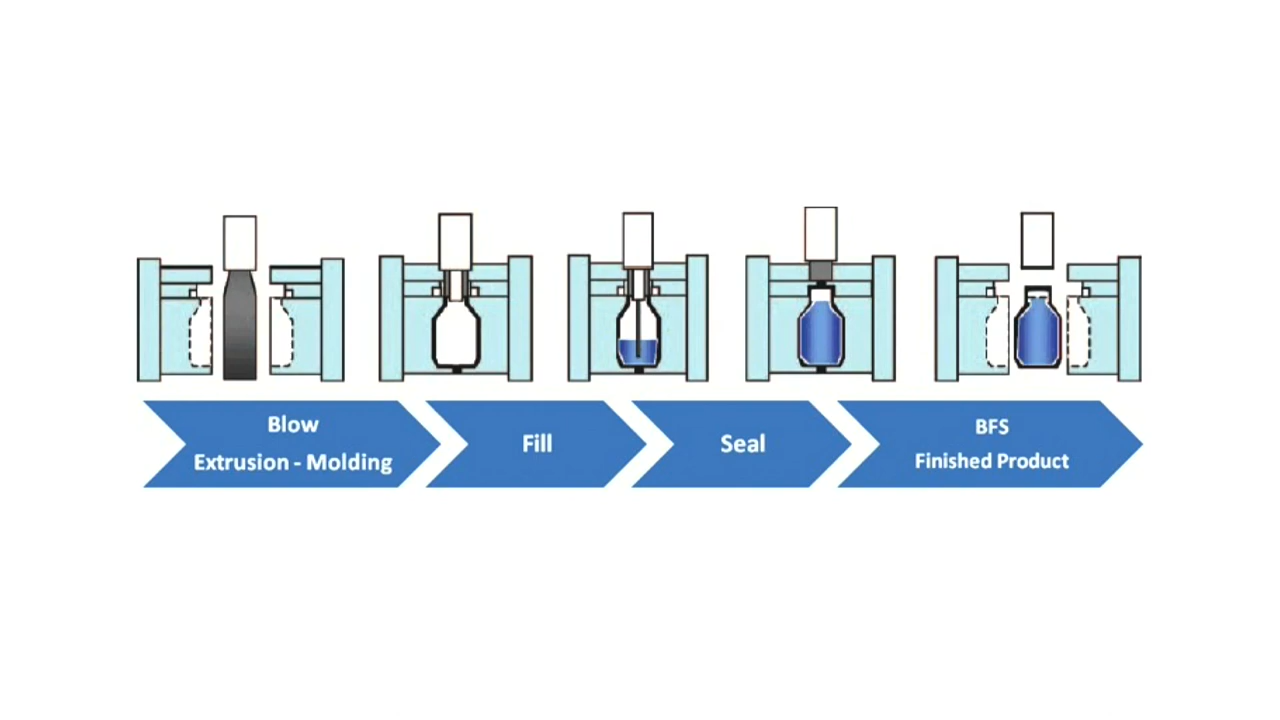 Blow
Extrusion - Molding
Fill
Seal
BFS
Finished Product